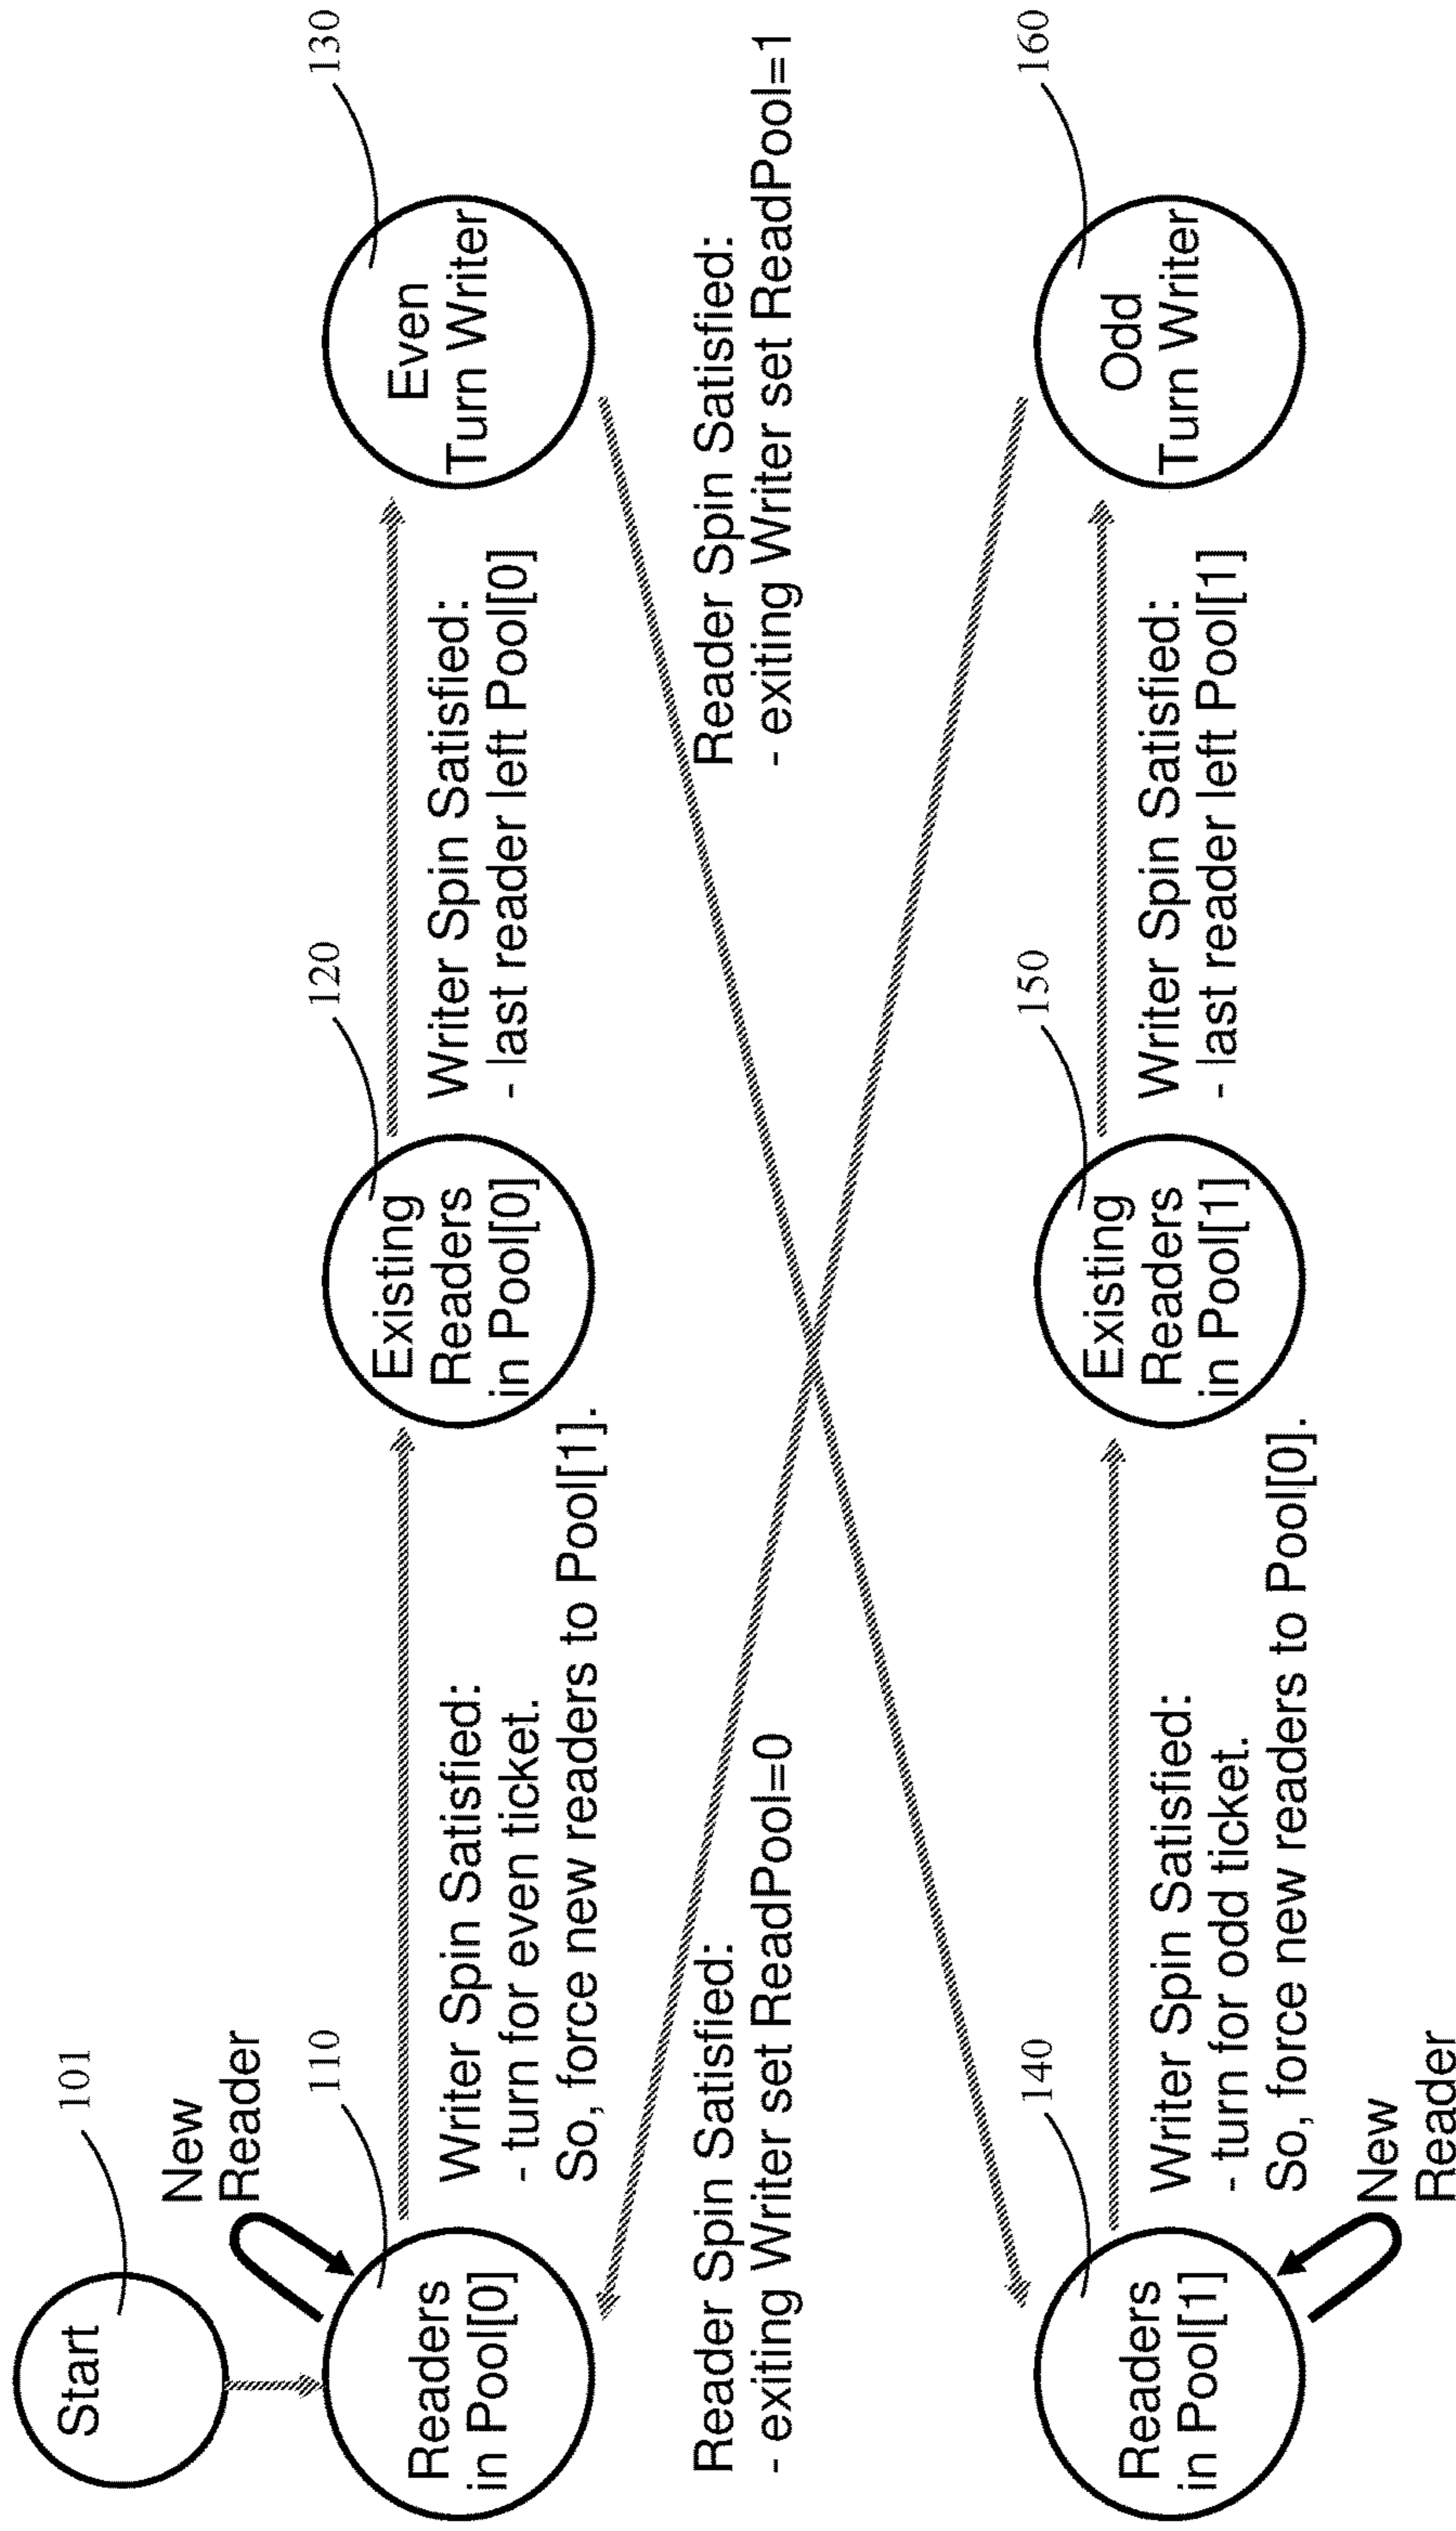 Start
101
New
Reader
110
Readers
in Pool[0]
Writer Spin Satisfied:
- turn for even ticket.
So, force new readers to Pool[1].
120
Existing
Readers
in Pool[0]
Writer Spin Satisfied:
- last reader left Pool[0]
130
Even
Turn Writer
Reader Spin Satisfied:
- exiting Writer set ReadPool=0
Reader Spin Satisfied:
- exiting Writer set ReadPool=1
140
Readers
in Pool[1]
New
Reader
Writer Spin Satisfied:
- turn for odd ticket.
So, force new readers to Pool[0].
150
Existing
Readers
in Pool[1]
Writer Spin Satisfied:
- last reader left Pool[1]
160
Odd
Turn Writer